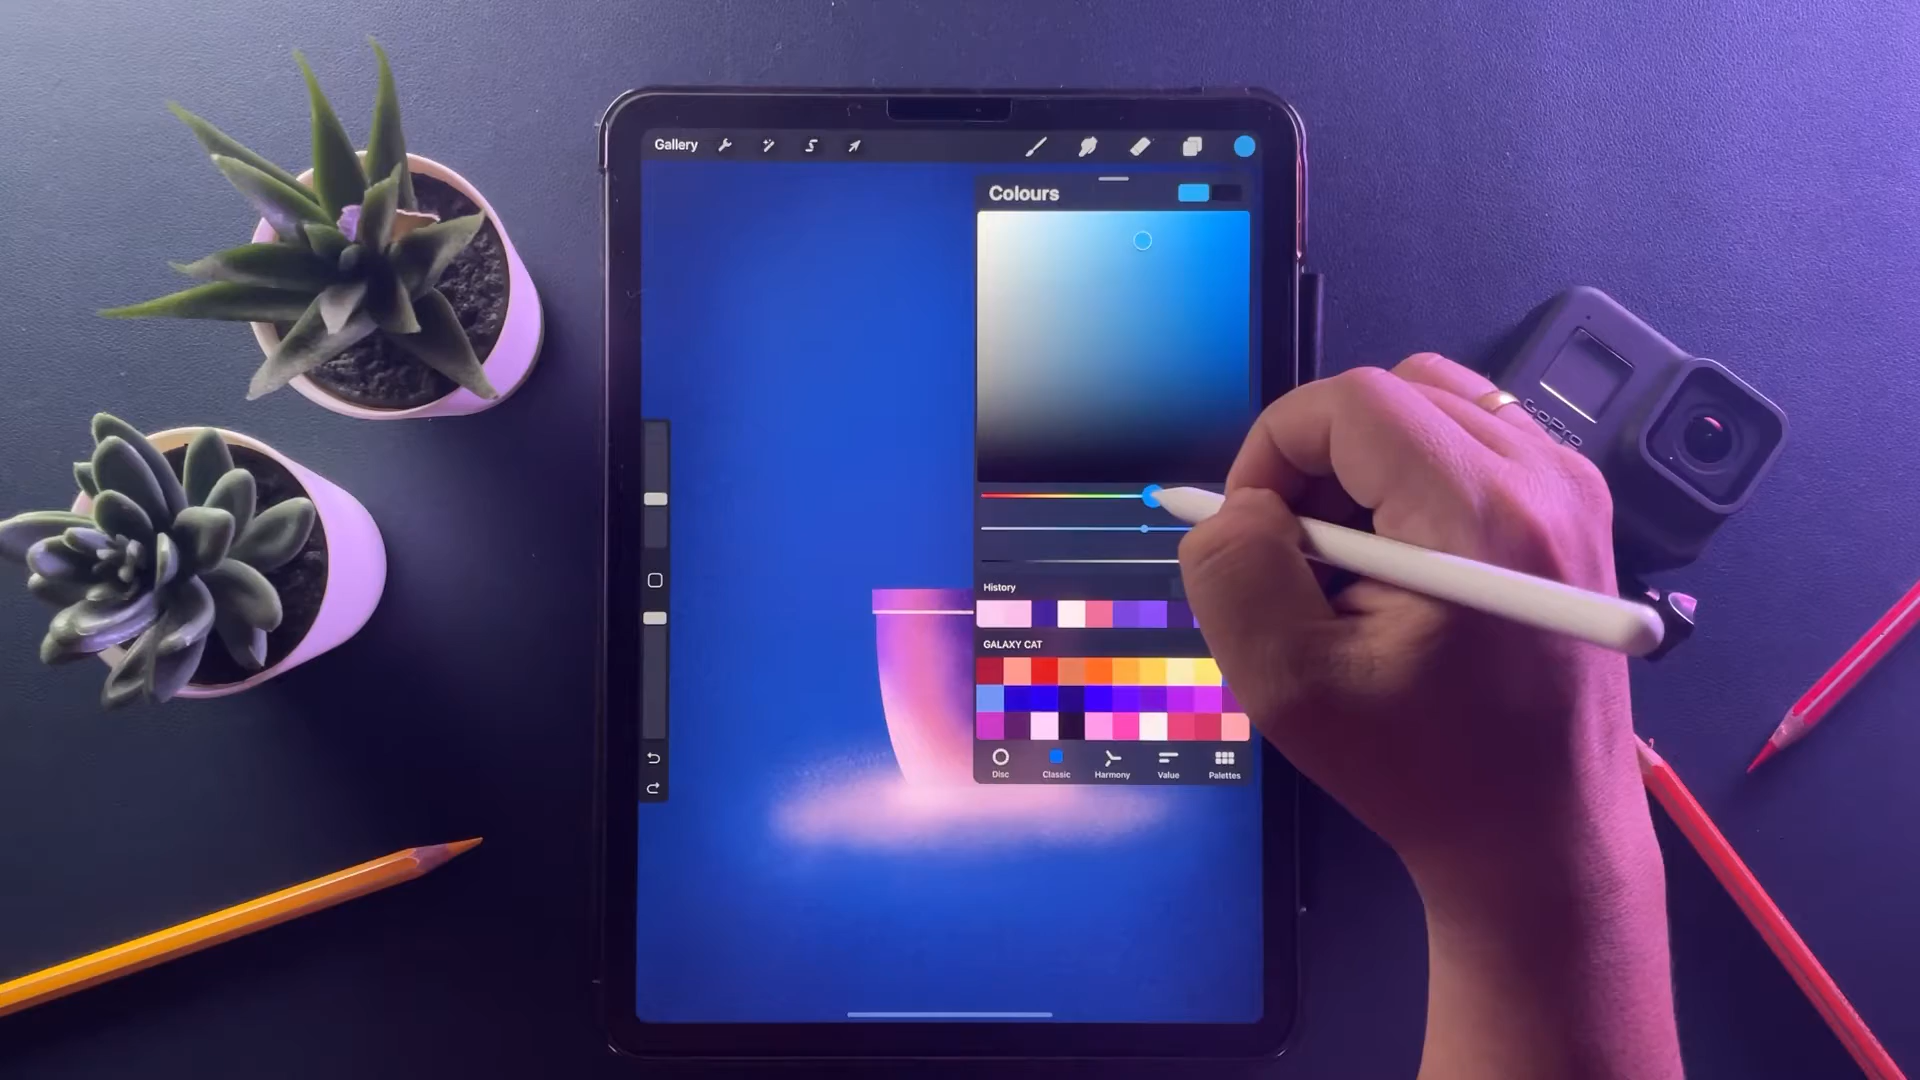 Gallery
Colours
GoPro
History
GALAXY CAT
Disc
Classic
Harmony
Value
Palettes